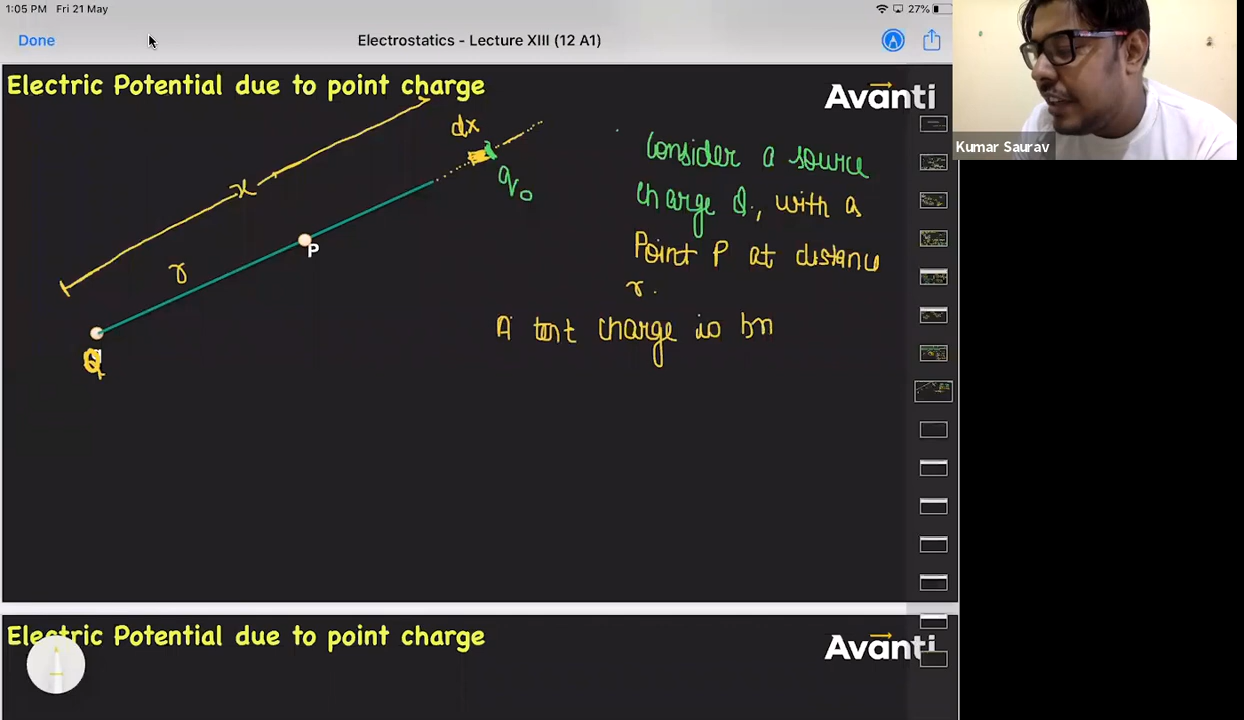 1:05 PM Fri 21 May
27%
Done
Electrostatics - Lecture XIII (12 A1)
Electric Potential due to point charge
Avanti
Kumar Saurav
dx
x
q₀
r
P
Q
Consider a source
charge Q, with a
Point P at distance
r.
A test charge is bro
Electric Potential due to point charge
Avanti